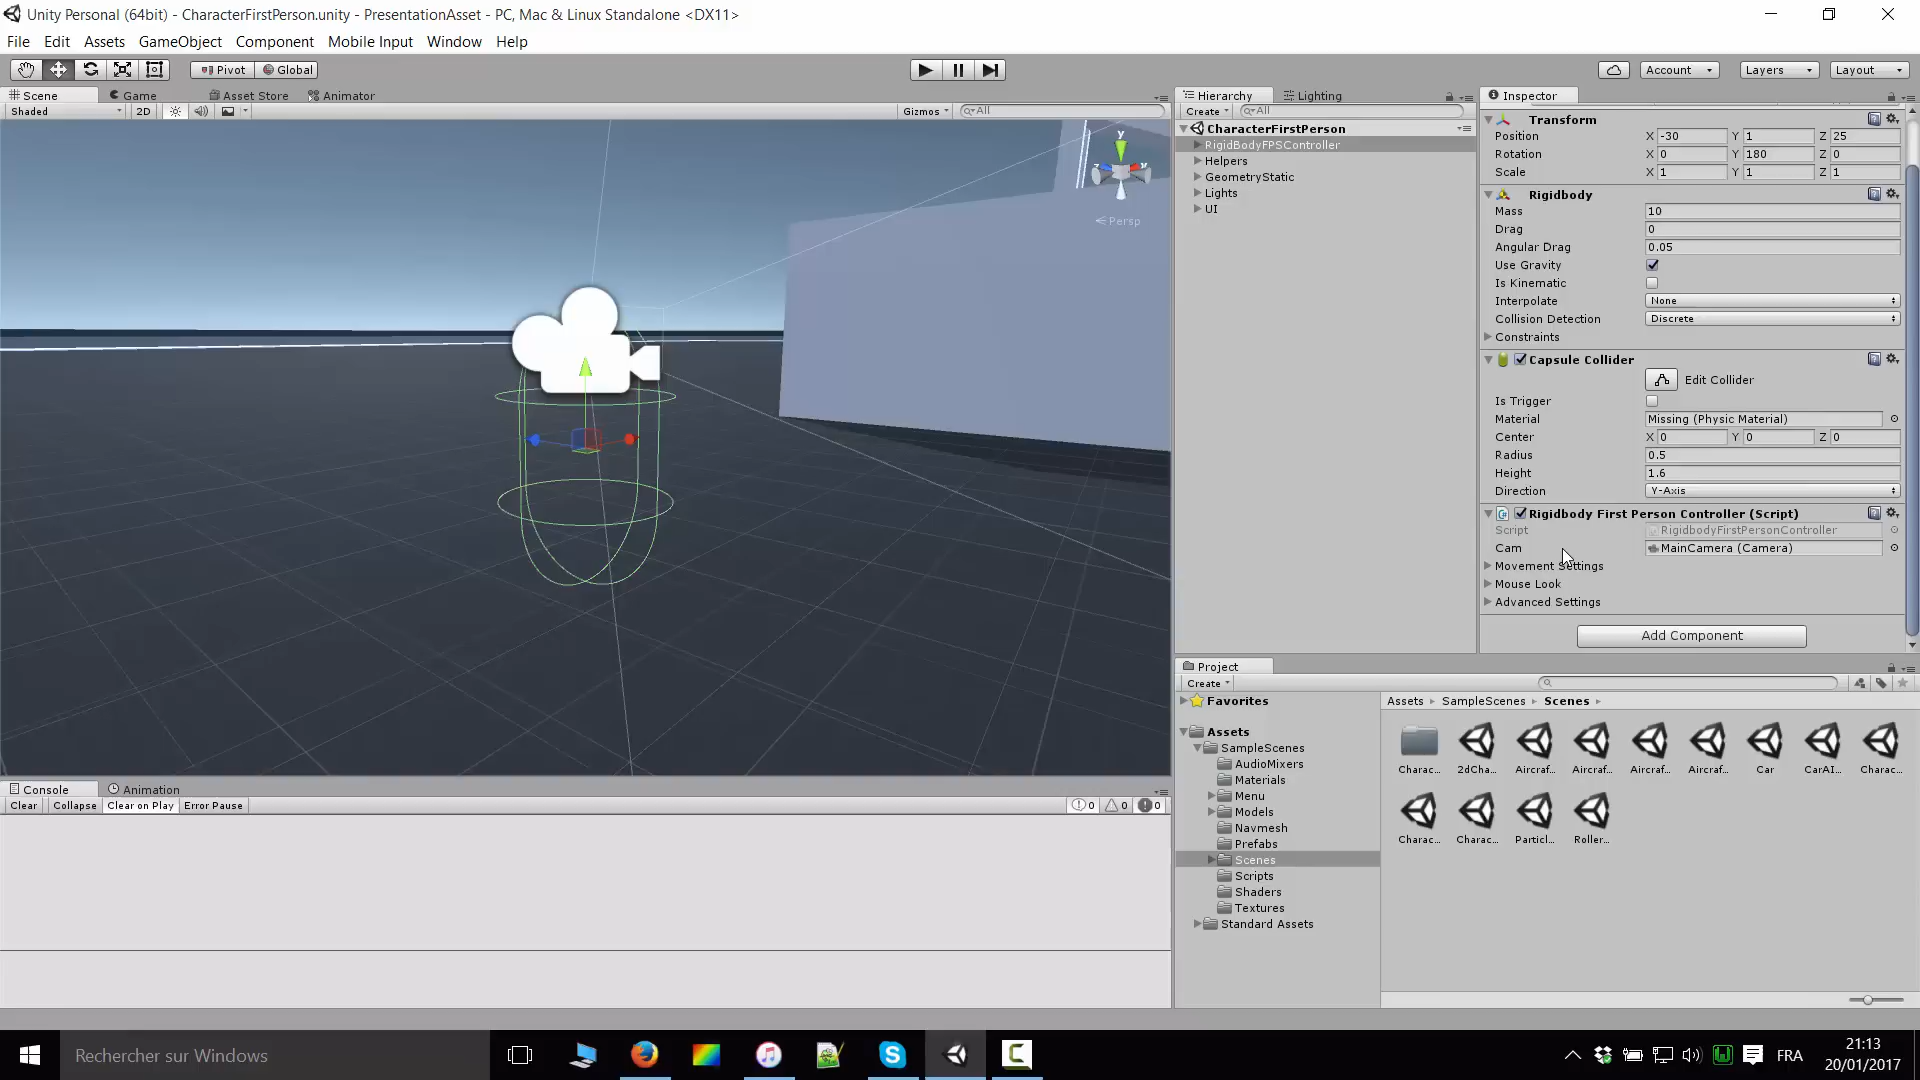 Unity Personal (64bit) - CharacterFirstPerson.unity - PresentationAsset - PC, Mac & Linux Standalone <DX11>
File Edit Assets GameObject Component Mobile Input Window Help
Pivot Global Account Layers Layout
Scene Game Asset Store Animator
Shaded 2D Gizmos All
y
x
z
Persp
Hierarchy Lighting
Create All
CharacterFirstPerson
RigidBodyFPSController
Helpers
GeometryStatic
Lights
UI
Inspector
Transform
Position X -30 Y 1 Z 25
Rotation X 0 Y 180 Z 0
Scale X 1 Y 1 Z 1
Rigidbody
Mass 10
Drag 0
Angular Drag 0.05
Use Gravity
Is Kinematic
Interpolate None
Collision Detection Discrete
Constraints
Capsule Collider
Edit Collider
Is Trigger
Material Missing (Physic Material)
Center X 0 Y 0 Z 0
Radius 0.5
Height 1.6
Direction Y-Axis
Rigidbody First Person Controller (Script)
Script RigidbodyFirstPersonController
Cam MainCamera (Camera)
Movement Settings
Mouse Look
Advanced Settings
Add Component
Project
Create
Favorites
Assets
SampleScenes
AudioMixers
Materials
Menu
Models
Navmesh
Prefabs
Scenes
Scripts
Shaders
Textures
Standard Assets
Assets SampleScenes Scenes
Charac... 2dCha... Aircraf... Aircraf... Aircraf... Aircraf... Car CarAI... Charac...
Charac... Charac... Particl... Roller...
Console Animation
Clear Collapse Clear on Play Error Pause 0 0 0
Rechercher sur Windows
FRA
21:13
20/01/2017